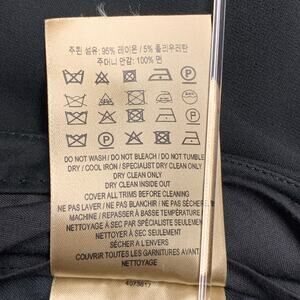 주된 섬유: 95% 레이온 / 5% 폴리우레탄
주머니 안감: 100% 면
DO NOT WASH / DO NOT BLEACH / DO NOT TUMBLE
DRY / COOL IRON / SPECIALIST DRY CLEAN ONLY
DRY CLEAN ONLY
DRY CLEAN INSIDE OUT
COVER ALL TRIMS BEFORE CLEANING
NE PAS LAVER / NE PAS BLANCHIR / NE PAS SÉCHER
MACHINE / REPASSER À BASSE TEMPÉRATURE
NETTOYAGE À SEC PAR SPÉCIALISTE SEULEMENT
NETTOYER À SEC SEULEMENT
SÉCHER À L'ENVERS
COUVRIR TOUTES LES GARNITURES AVANT
NETTOYAGE
4073817